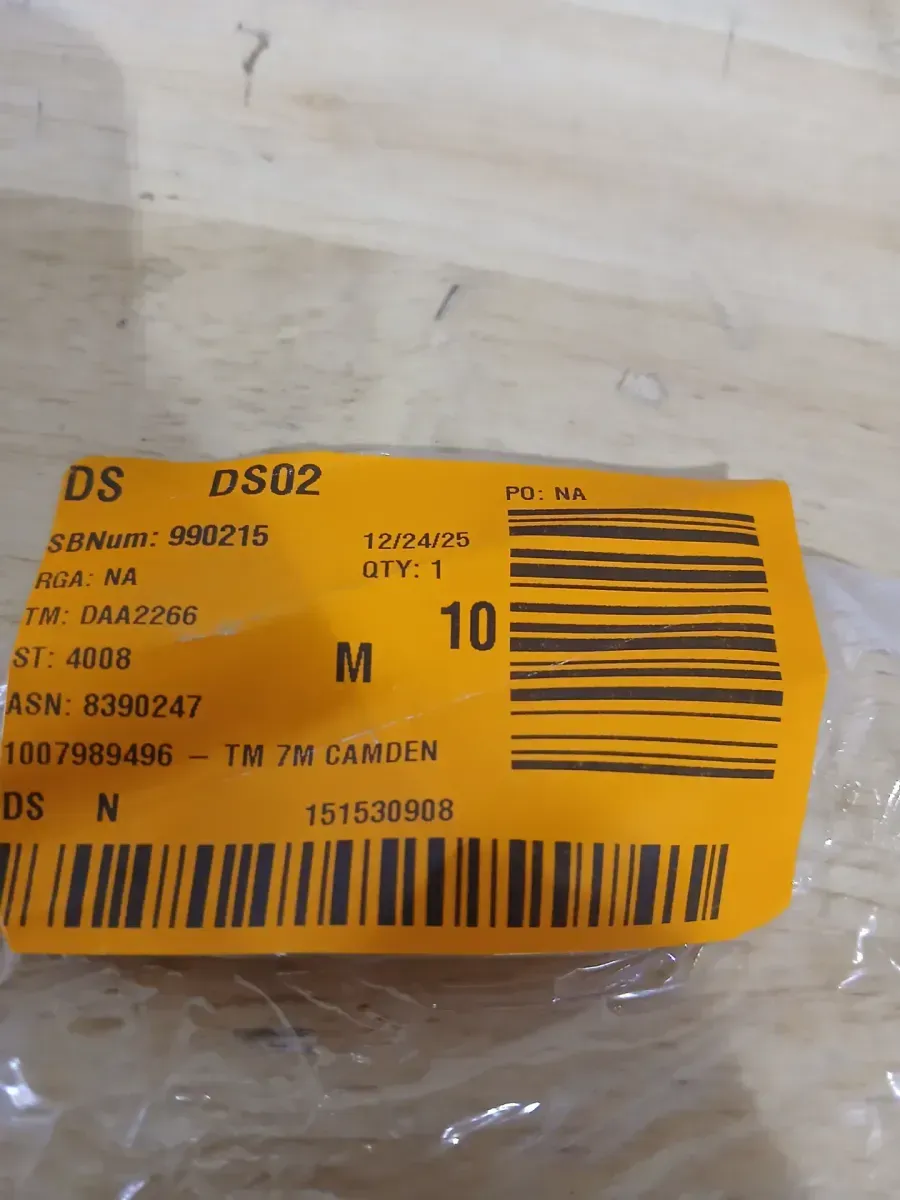 DS DS02
PO: NA
SBNum: 990215 12/24/25
RGA: NA QTY: 1
TM: DAA2266 10
ST: 4008 M
ASN: 8390247
1007989496 – TM 7M CAMDEN
DS N 151530908